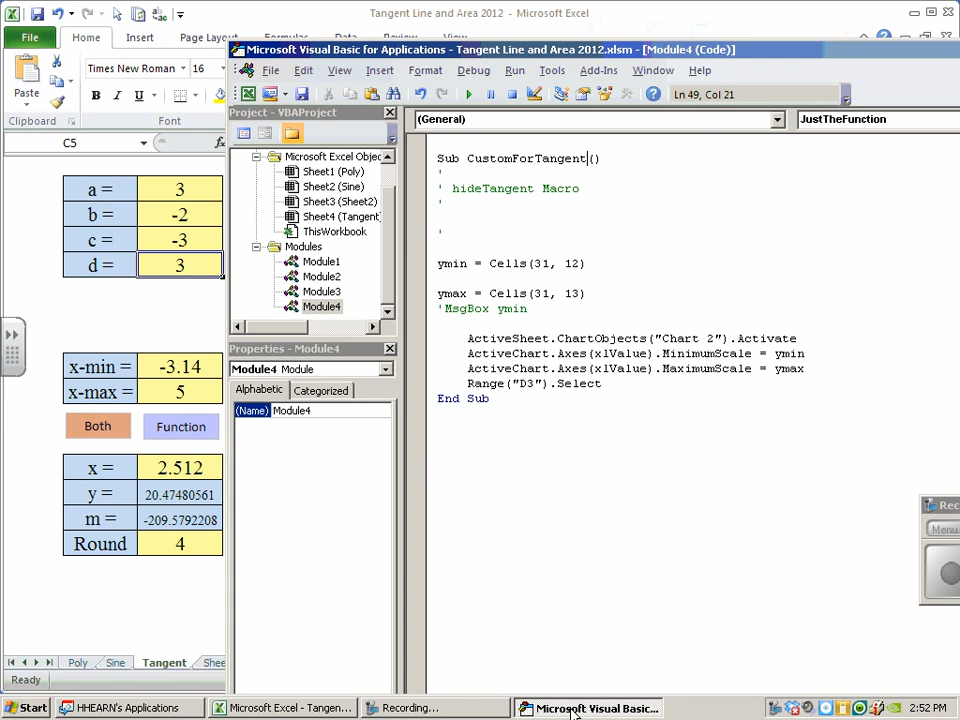 Tangent Line and Area 2012 - Microsoft Excel
File
Home
Insert
Page Layou
Formulas
Data
Review
View
Paste
Times New Roman
16
B I U
Clipboard
Font
C5
a = 3
b = -2
c = -3
d = 3
x-min = -3.14
x-max = 5
Both
Function
x = 2.512
y = 20.47480561
m = -209.5792208
Round 4
Poly
Sine
Tangent
Shee
Ready
Microsoft Visual Basic for Applications - Tangent Line and Area 2012.xlsm - [Module4 (Code)]
File Edit View Insert Format Debug Run Tools Add-Ins Window Help
Ln 49, Col 21
Project - VBAProject
Microsoft Excel Objec
Sheet1 (Poly)
Sheet2 (Sine)
Sheet3 (Sheet2)
Sheet4 (Tangent)
ThisWorkbook
Modules
Module1
Module2
Module3
Module4
Properties - Module4
Module4 Module
Alphabetic
Categorized
(Name) Module4
(General)
JustTheFunction
Sub CustomForTangent()
'
' hideTangent Macro
'
'
ymin = Cells(31, 12)
ymax = Cells(31, 13)
'MsgBox ymin
ActiveSheet.ChartObjects("Chart 2").Activate
ActiveChart.Axes(xlValue).MinimumScale = ymin
ActiveChart.Axes(xlValue).MaximumScale = ymax
Range("D3").Select
End Sub
Rec
Menu
Start
HHEARN's Applications
Microsoft Excel - Tangen...
Recording...
Microsoft Visual Basic...
2:52 PM